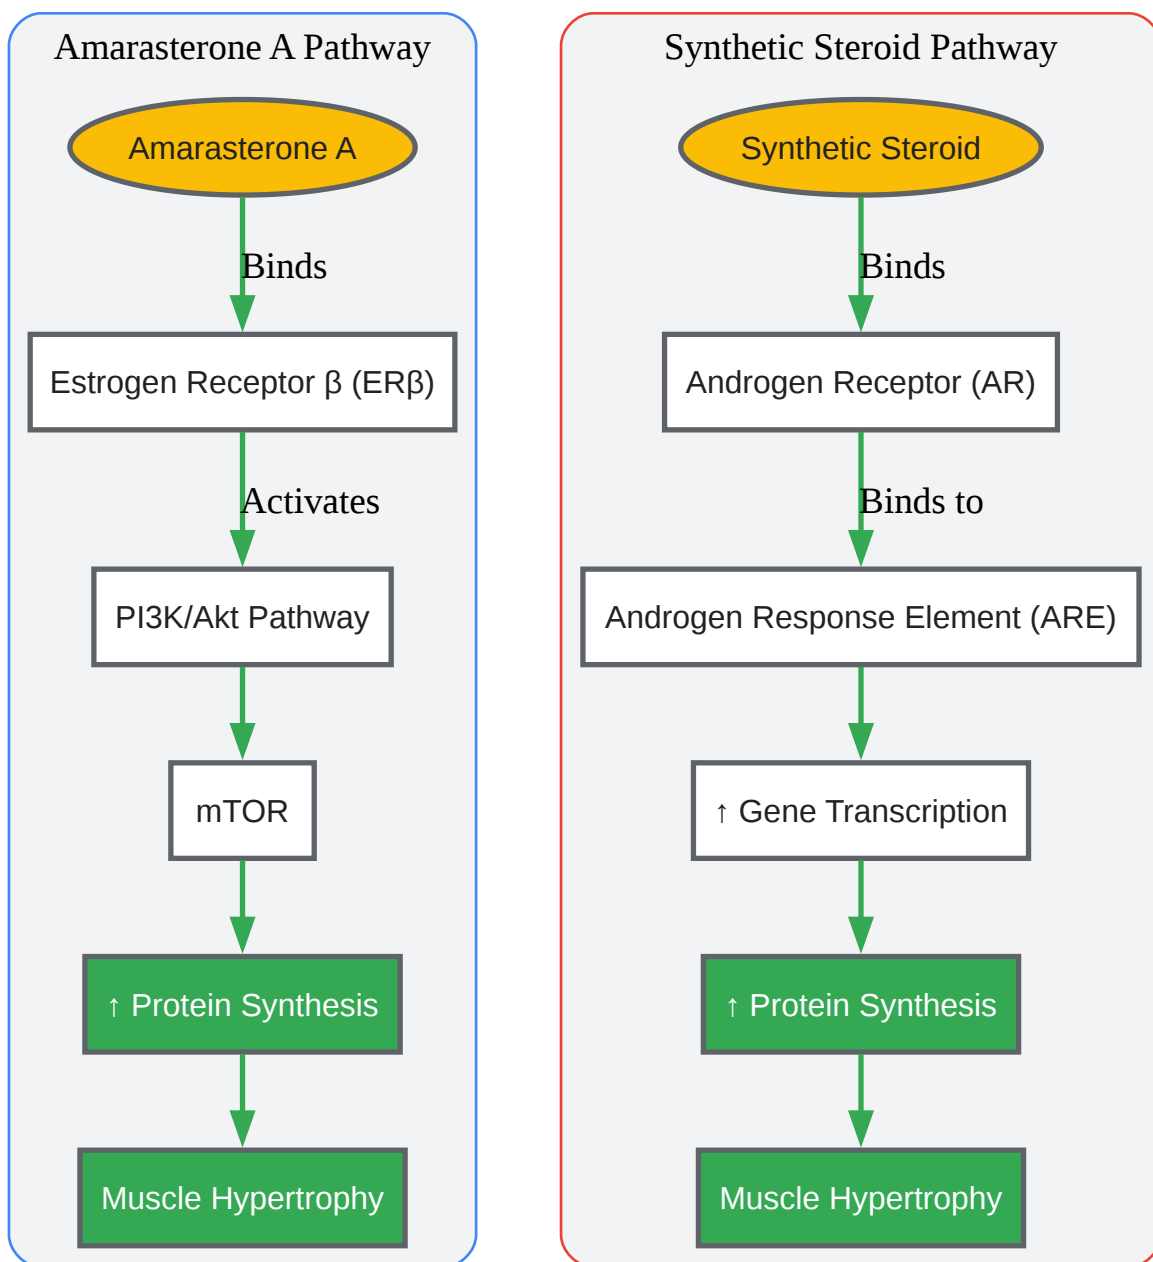 Amarasterone A Pathway
Amarasterone A
Binds
Estrogen Receptor β (ERβ)
Activates
PI3K/Akt Pathway
mTOR
↑ Protein Synthesis
Muscle Hypertrophy
Synthetic Steroid Pathway
Synthetic Steroid
Binds
Androgen Receptor (AR)
Binds to
Androgen Response Element (ARE)
↑ Gene Transcription
↑ Protein Synthesis
Muscle Hypertrophy